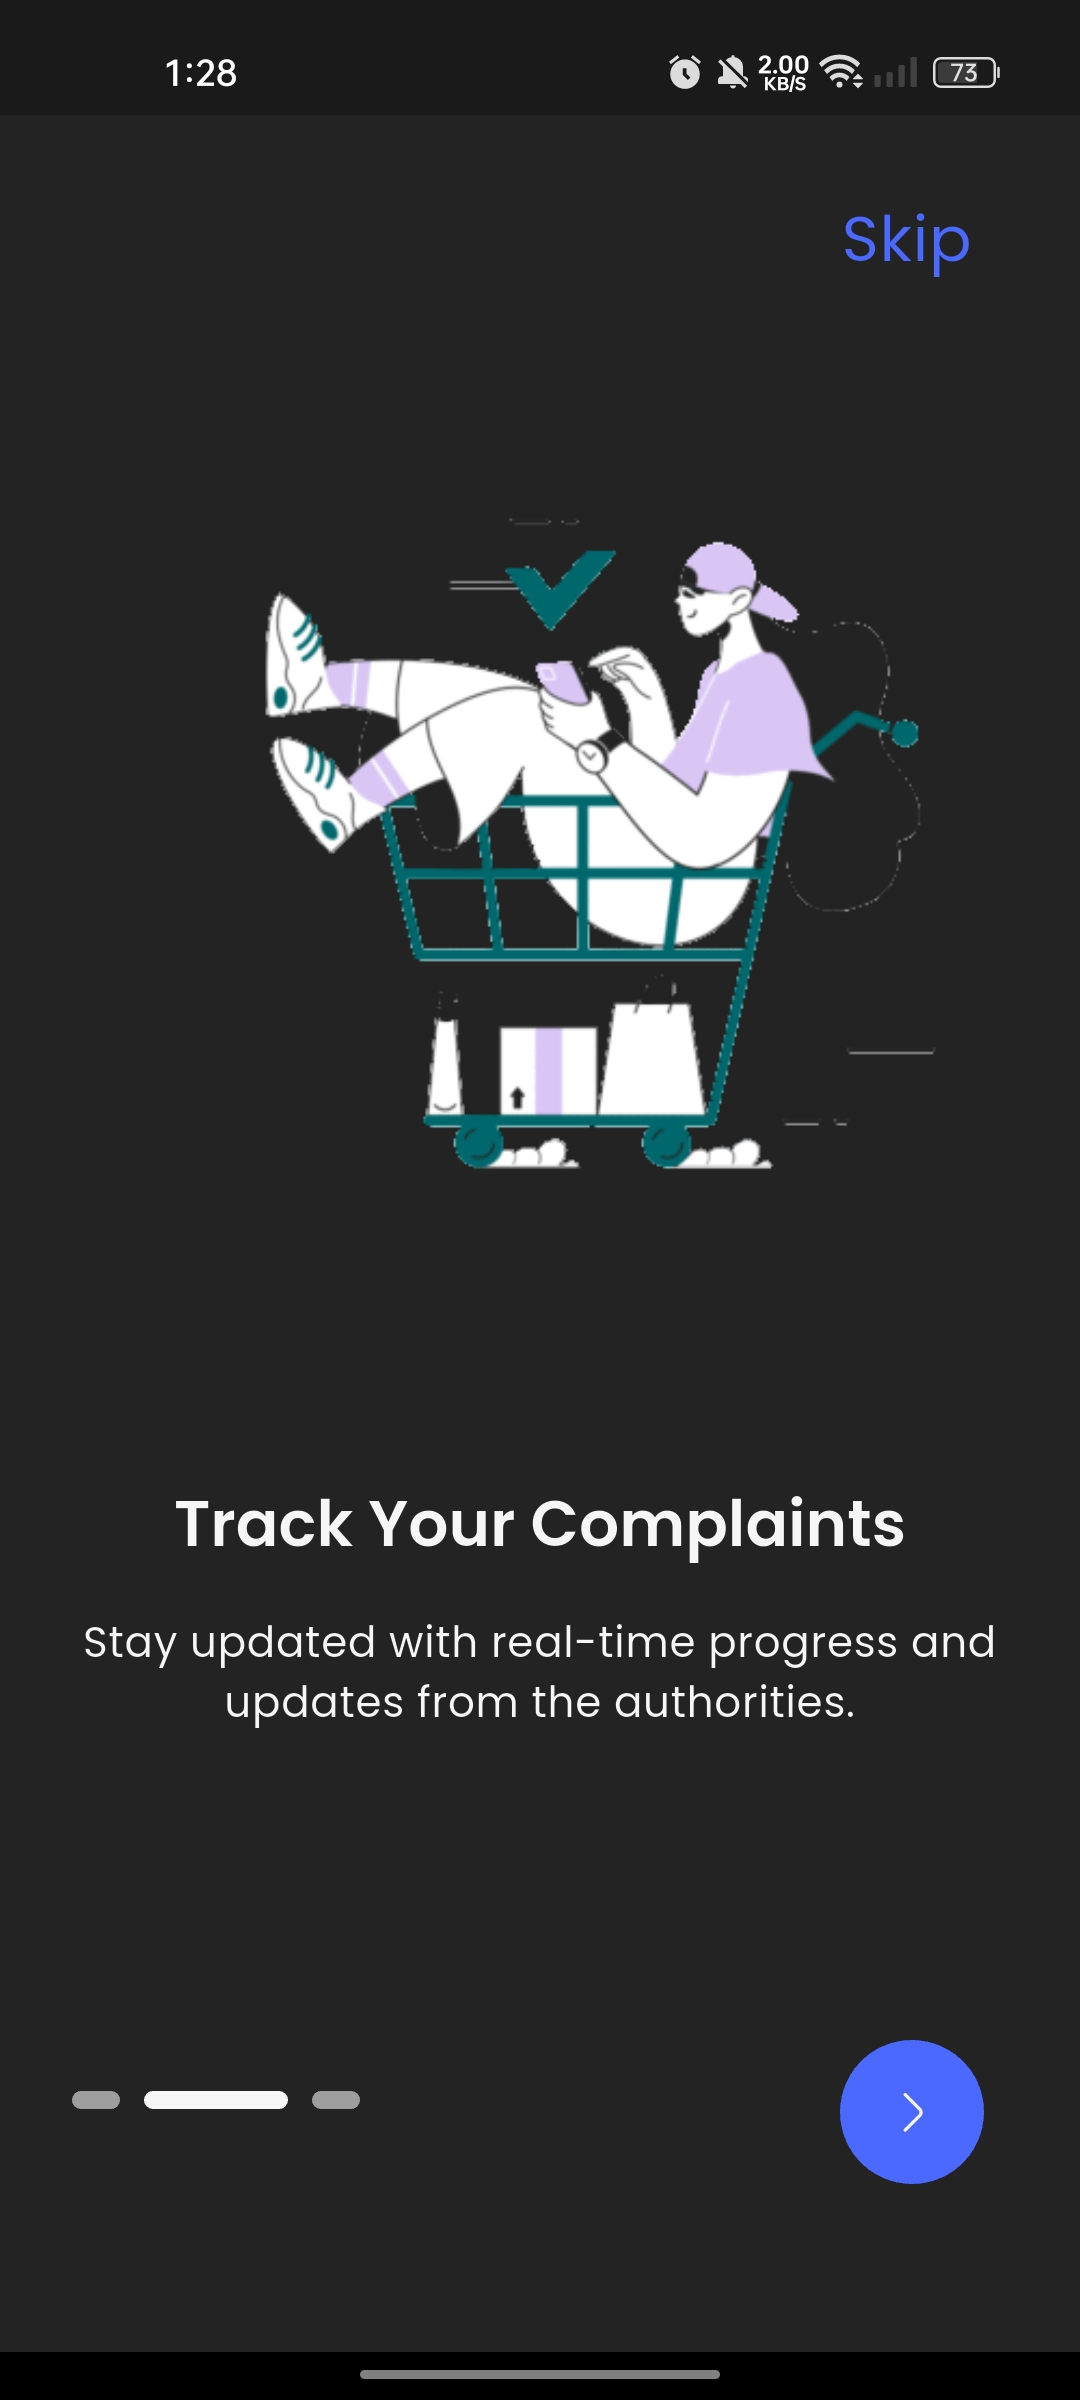 1:28
2.00
KB/S
73
Skip
Track Your Complaints
Stay updated with real-time progress and
updates from the authorities.